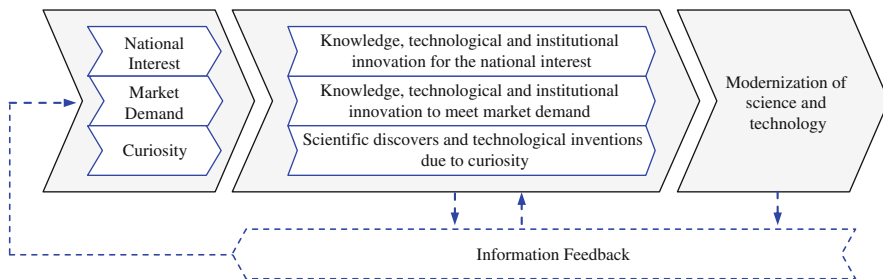 National
Interest
Market
Demand
Curiosity
Knowledge, technological and institutional
innovation for the national interest
Knowledge, technological and institutional
innovation to meet market demand
Scientific discovers and technological inventions
due to curiosity
Modernization of
science and
technology
Information Feedback